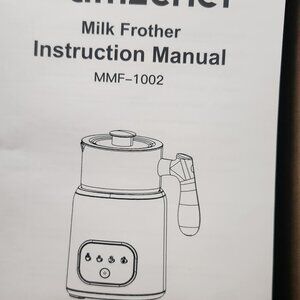 Milk Frother
Instruction Manual
MMF-1002